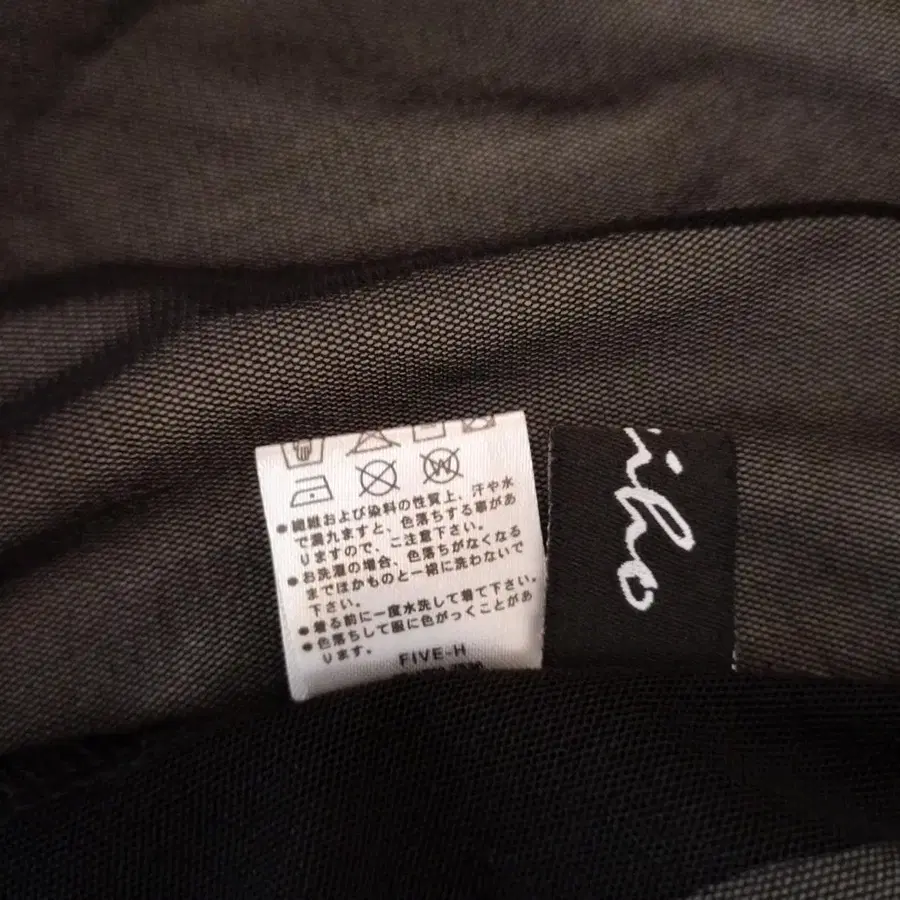 W
●繊維および染料の性質上、汗や水
で濡れますと、色落ちする事があ
りますので、ご注意下さい。
●お洗濯の場合、色落ちがなくなる
までほかものと一緒に洗わないで
下さい。
●着る前に一度水洗して着て下さい。
●色落ちして服に色がっくことがあ
ります。
FIVE-H